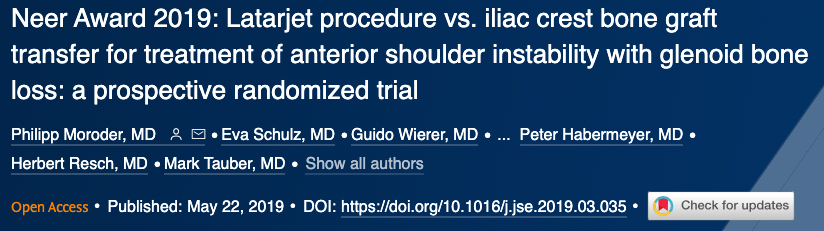 Neer Award 2019: Latarjet procedure vs. iliac crest bone graft
transfer for treatment of anterior shoulder instability with glenoid bone
loss: a prospective randomized trial
Philipp Moroder, MD • Eva Schulz, MD • Guido Wierer, MD • ... Peter Habermeyer, MD •
Herbert Resch, MD • Mark Tauber, MD • Show all authors
Open Access • Published: May 22, 2019 • DOI: https://doi.org/10.1016/j.jse.2019.03.035 • Check for updates